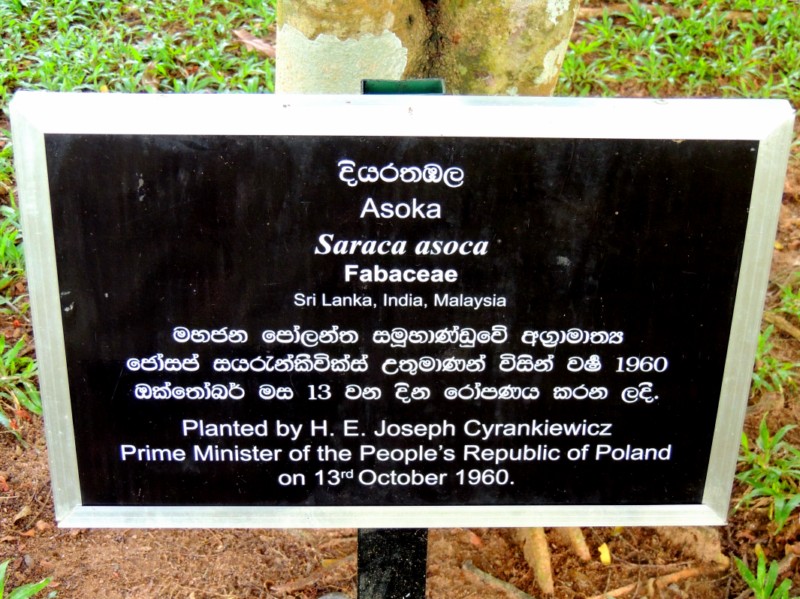 දියරතඹල
Asoka
Saraca asoca
Fabaceae
Sri Lanka, India, Malaysia
මහජන පෝලන්ත සමූහාණ්ඩුවේ අග්‍රාමාත්‍ය
ජෝසප් සයරැන්කිවික්ස් උතුමාණන් විසින් වර්ෂ 1960
ඔක්තෝබර් මස 13 වන දින රෝපණය කරන ලදි.
Planted by H. E. Joseph Cyrankiewicz
Prime Minister of the People's Republic of Poland
on 13rd October 1960.